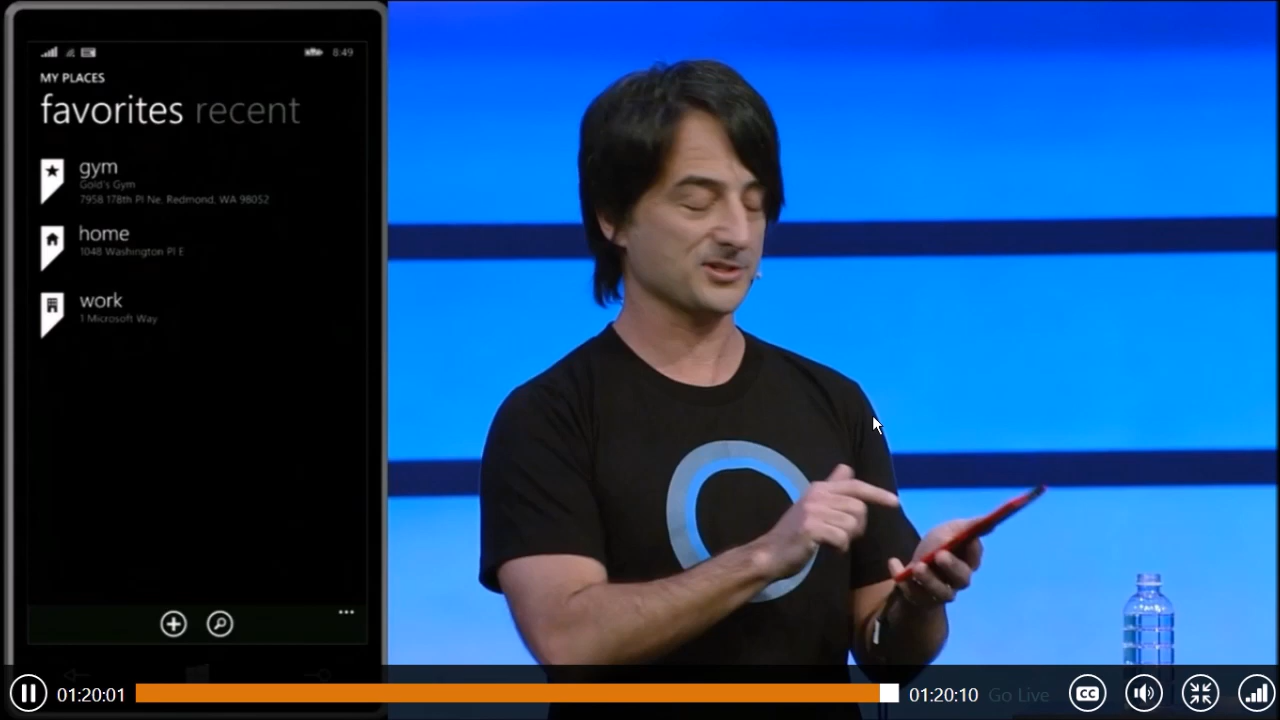 8:49
MY PLACES
favorites recent
gym
Gold's Gym
7958 178th Pl Ne, Redmond, WA 98052
home
1048 Washington Pl E
work
1 Microsoft Way
01:20:01
01:20:10 Go Live
CC